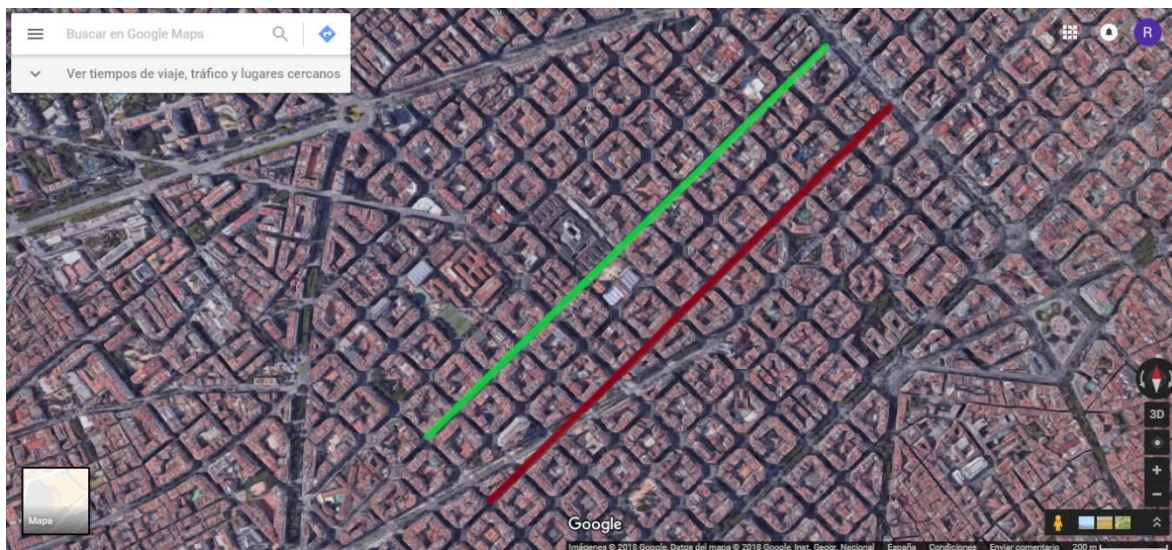 Buscar en Google Maps
R
Ver tiempos de viaje, tráfico y lugares cercanos
3D
Mapa
Google
Imágenes © 2018 Google, Datos del mapa © 2018 Google, Inst. Geogr. Nacional España Condiciones Enviar comentario 200 m